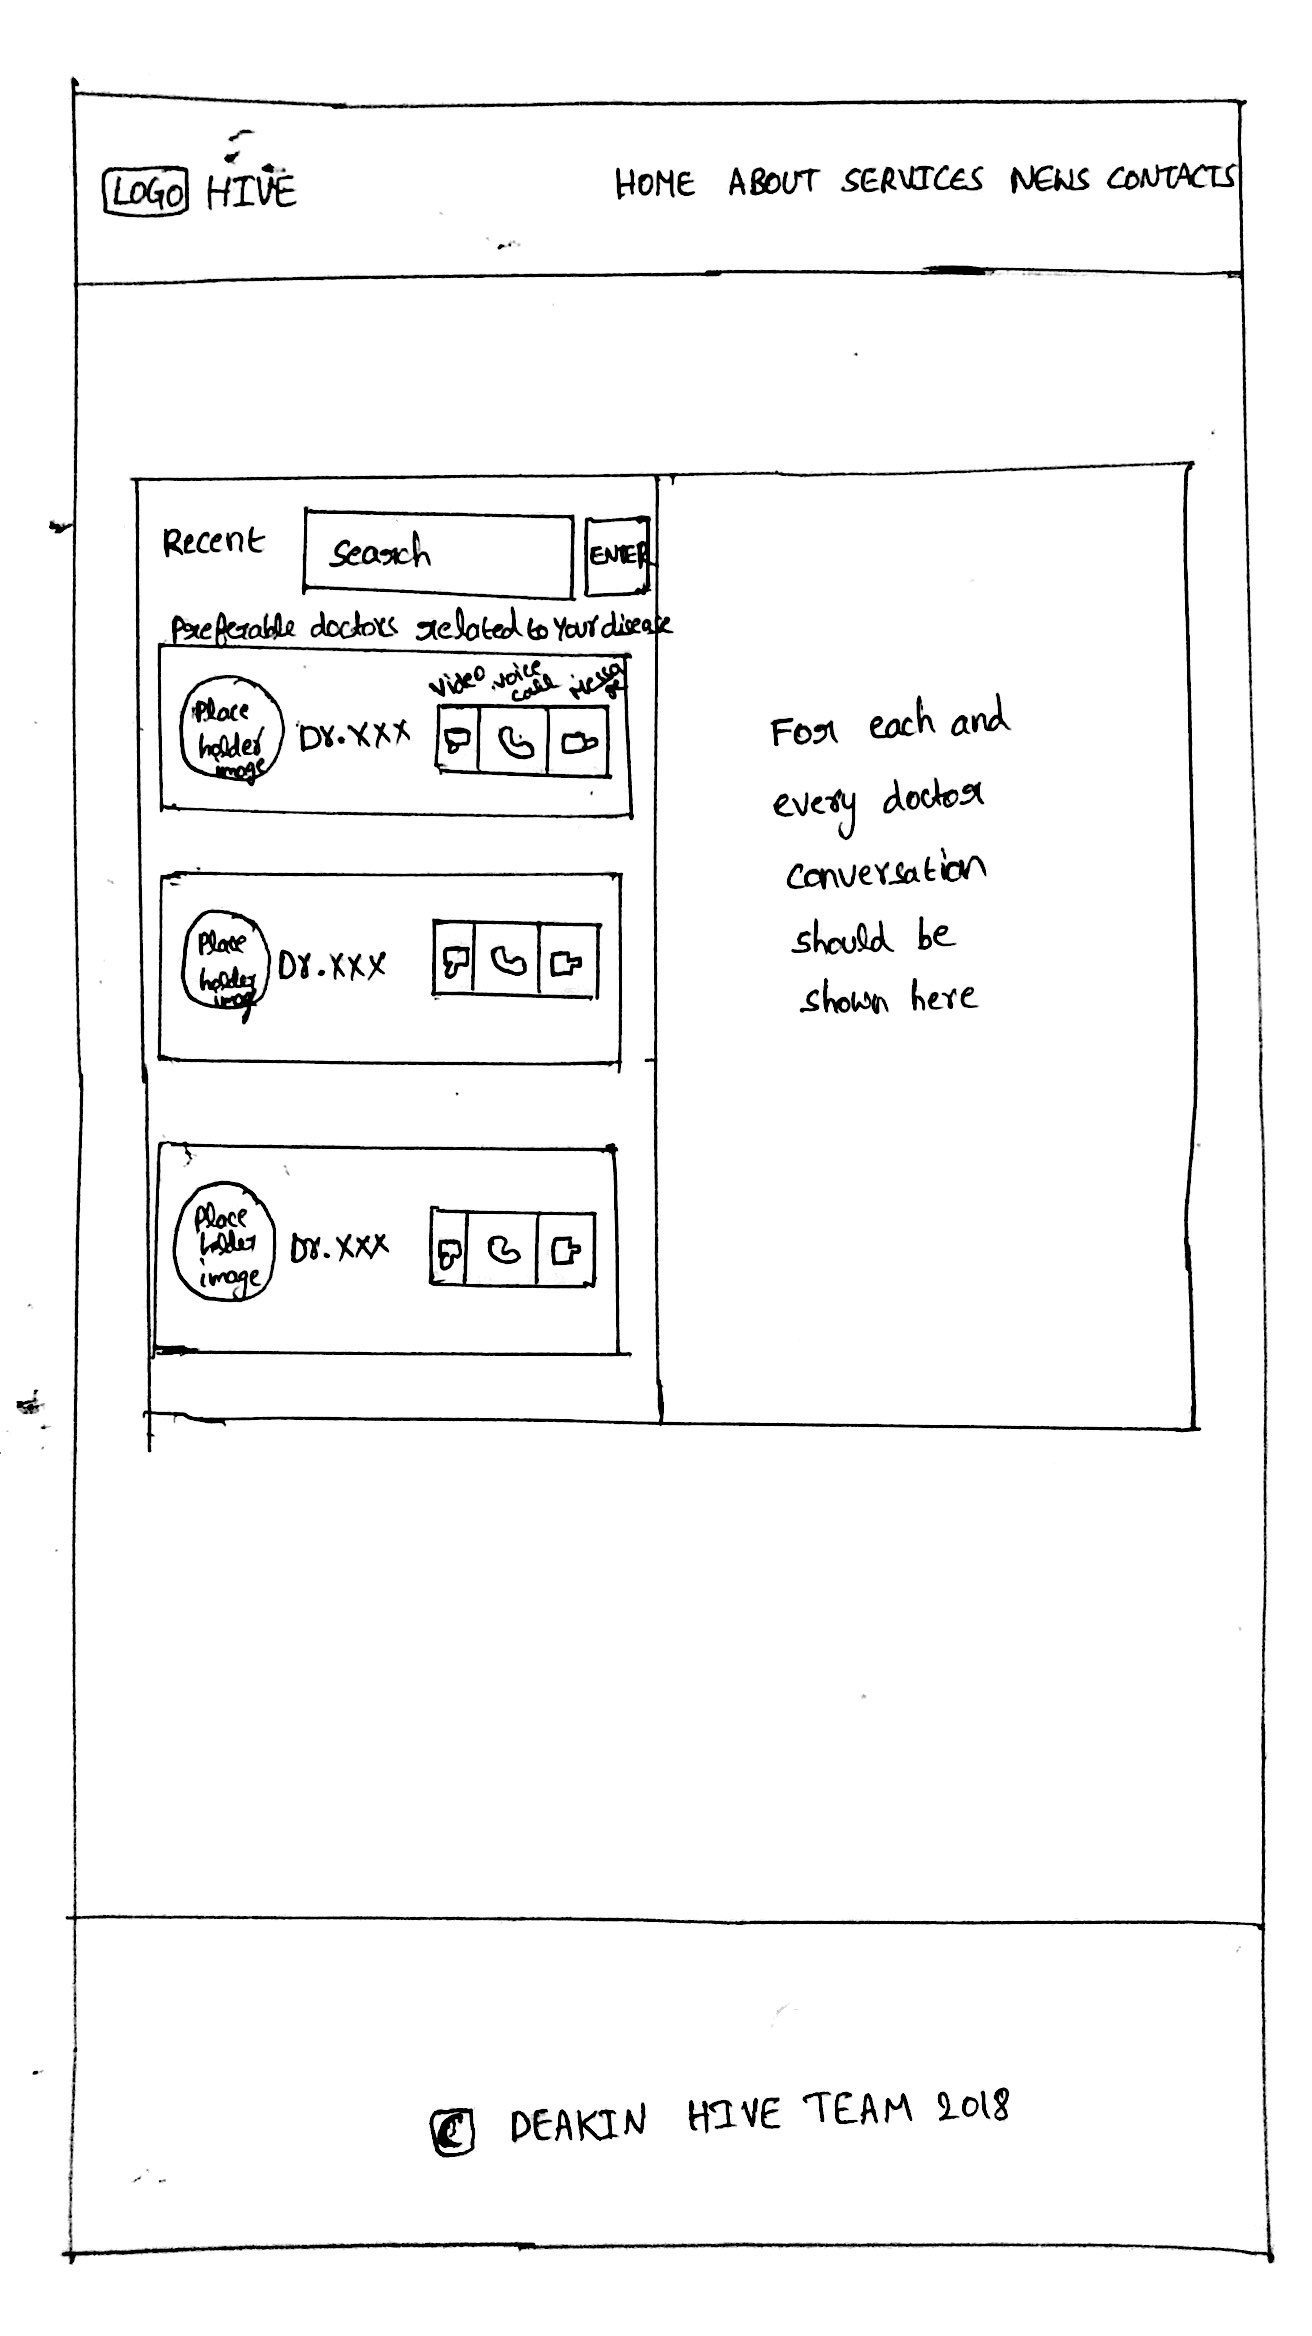 LOGO HIVE HOME ABOUT SERVICES NEWS CONTACTS
Recent Search ENTER
Preferable doctors related to your disease
Video voice call Message
Place holder image
Dr.XXX
Place holder image
Dr.XXX
Place holder image
Dr.XXX
For each and
every doctor
conversation
should be
shown here
© DEAKIN HIVE TEAM 2018